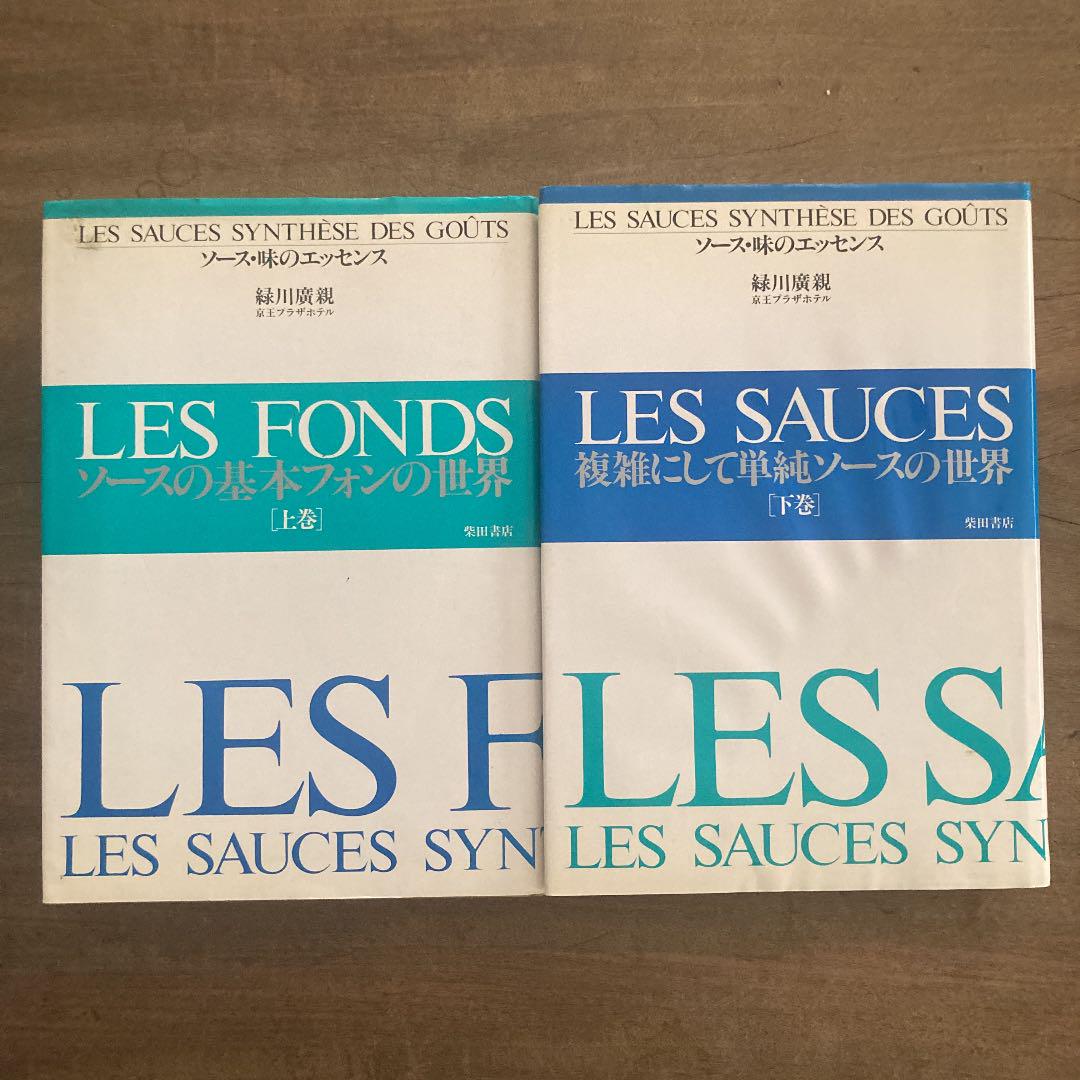 LES SAUCES SYNTHÈSE DES GOÛTS
ソース・味のエッセンス
緑川廣親
京王プラザホテル
LES FONDS
ソースの基本フォンの世界
[上巻]
柴田書店
LES F
LES SAUCES SYN
LES SAUCES SYNTHÈSE DES GOÛTS
ソース・味のエッセンス
緑川廣親
京王プラザホテル
LES SAUCES
複雑にして単純ソースの世界
[下巻]
柴田書店
LES SA
LES SAUCES SYN